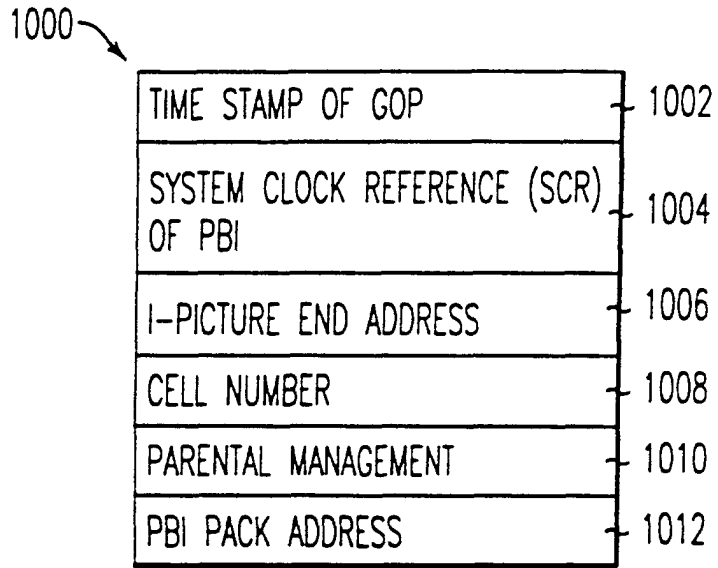 1000
TIME STAMP OF GOP 1002
SYSTEM CLOCK REFERENCE (SCR)
OF PBI 1004
I-PICTURE END ADDRESS 1006
CELL NUMBER 1008
PARENTAL MANAGEMENT 1010
PBI PACK ADDRESS 1012